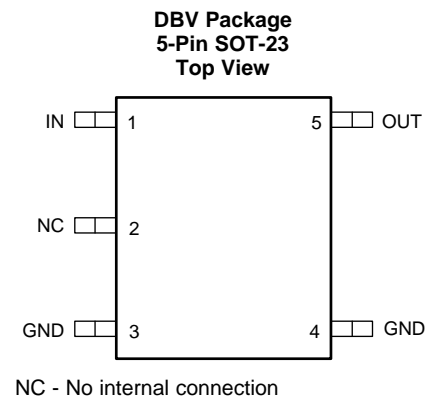 DBV Package
5-Pin SOT-23
Top View
IN 1 5 OUT
NC 2
GND 3 4 GND
NC - No internal connection